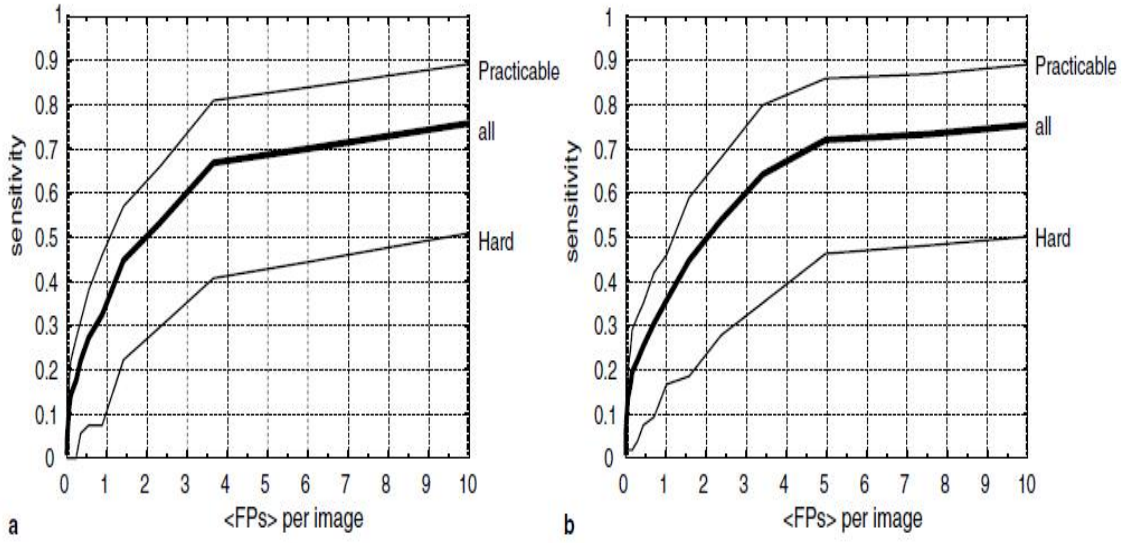 1
0.9
0.8
0.7
0.6
0.5
0.4
0.3
0.2
0.1
0
sensitivity
0 1 2 3 4 5 6 7 8 9 10
<FPs> per image
Practicable
all
Hard
a
1
0.9
0.8
0.7
0.6
0.5
0.4
0.3
0.2
0.1
0
sensitivity
0 1 2 3 4 5 6 7 8 9 10
<FPs> per image
Practicable
all
Hard
b